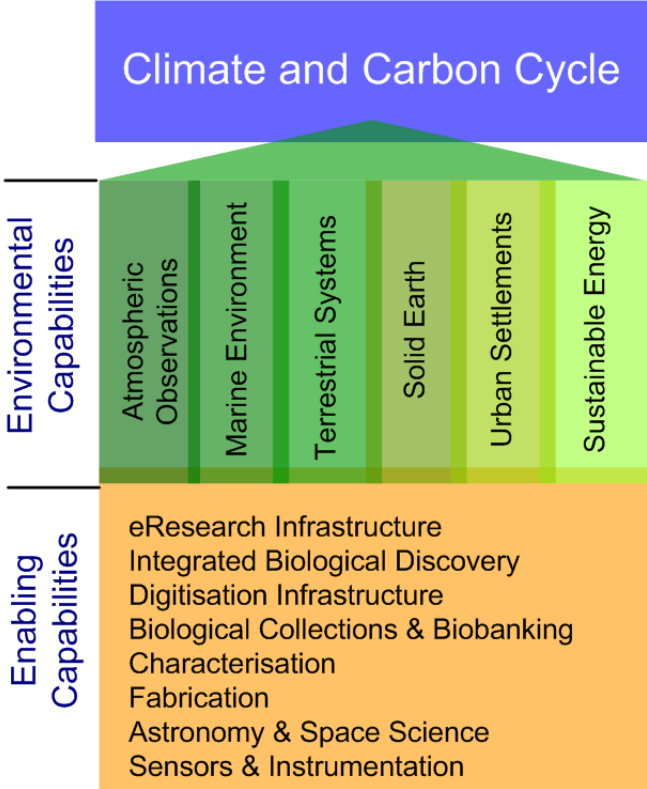 Climate and Carbon Cycle
Environmental
Capabilities
Atmospheric
Observations
Marine Environment
Terrestrial Systems
Solid Earth
Urban Settlements
Sustainable Energy
Enabling
Capabilities
eResearch Infrastructure
Integrated Biological Discovery
Digitisation Infrastructure
Biological Collections & Biobanking
Characterisation
Fabrication
Astronomy & Space Science
Sensors & Instrumentation